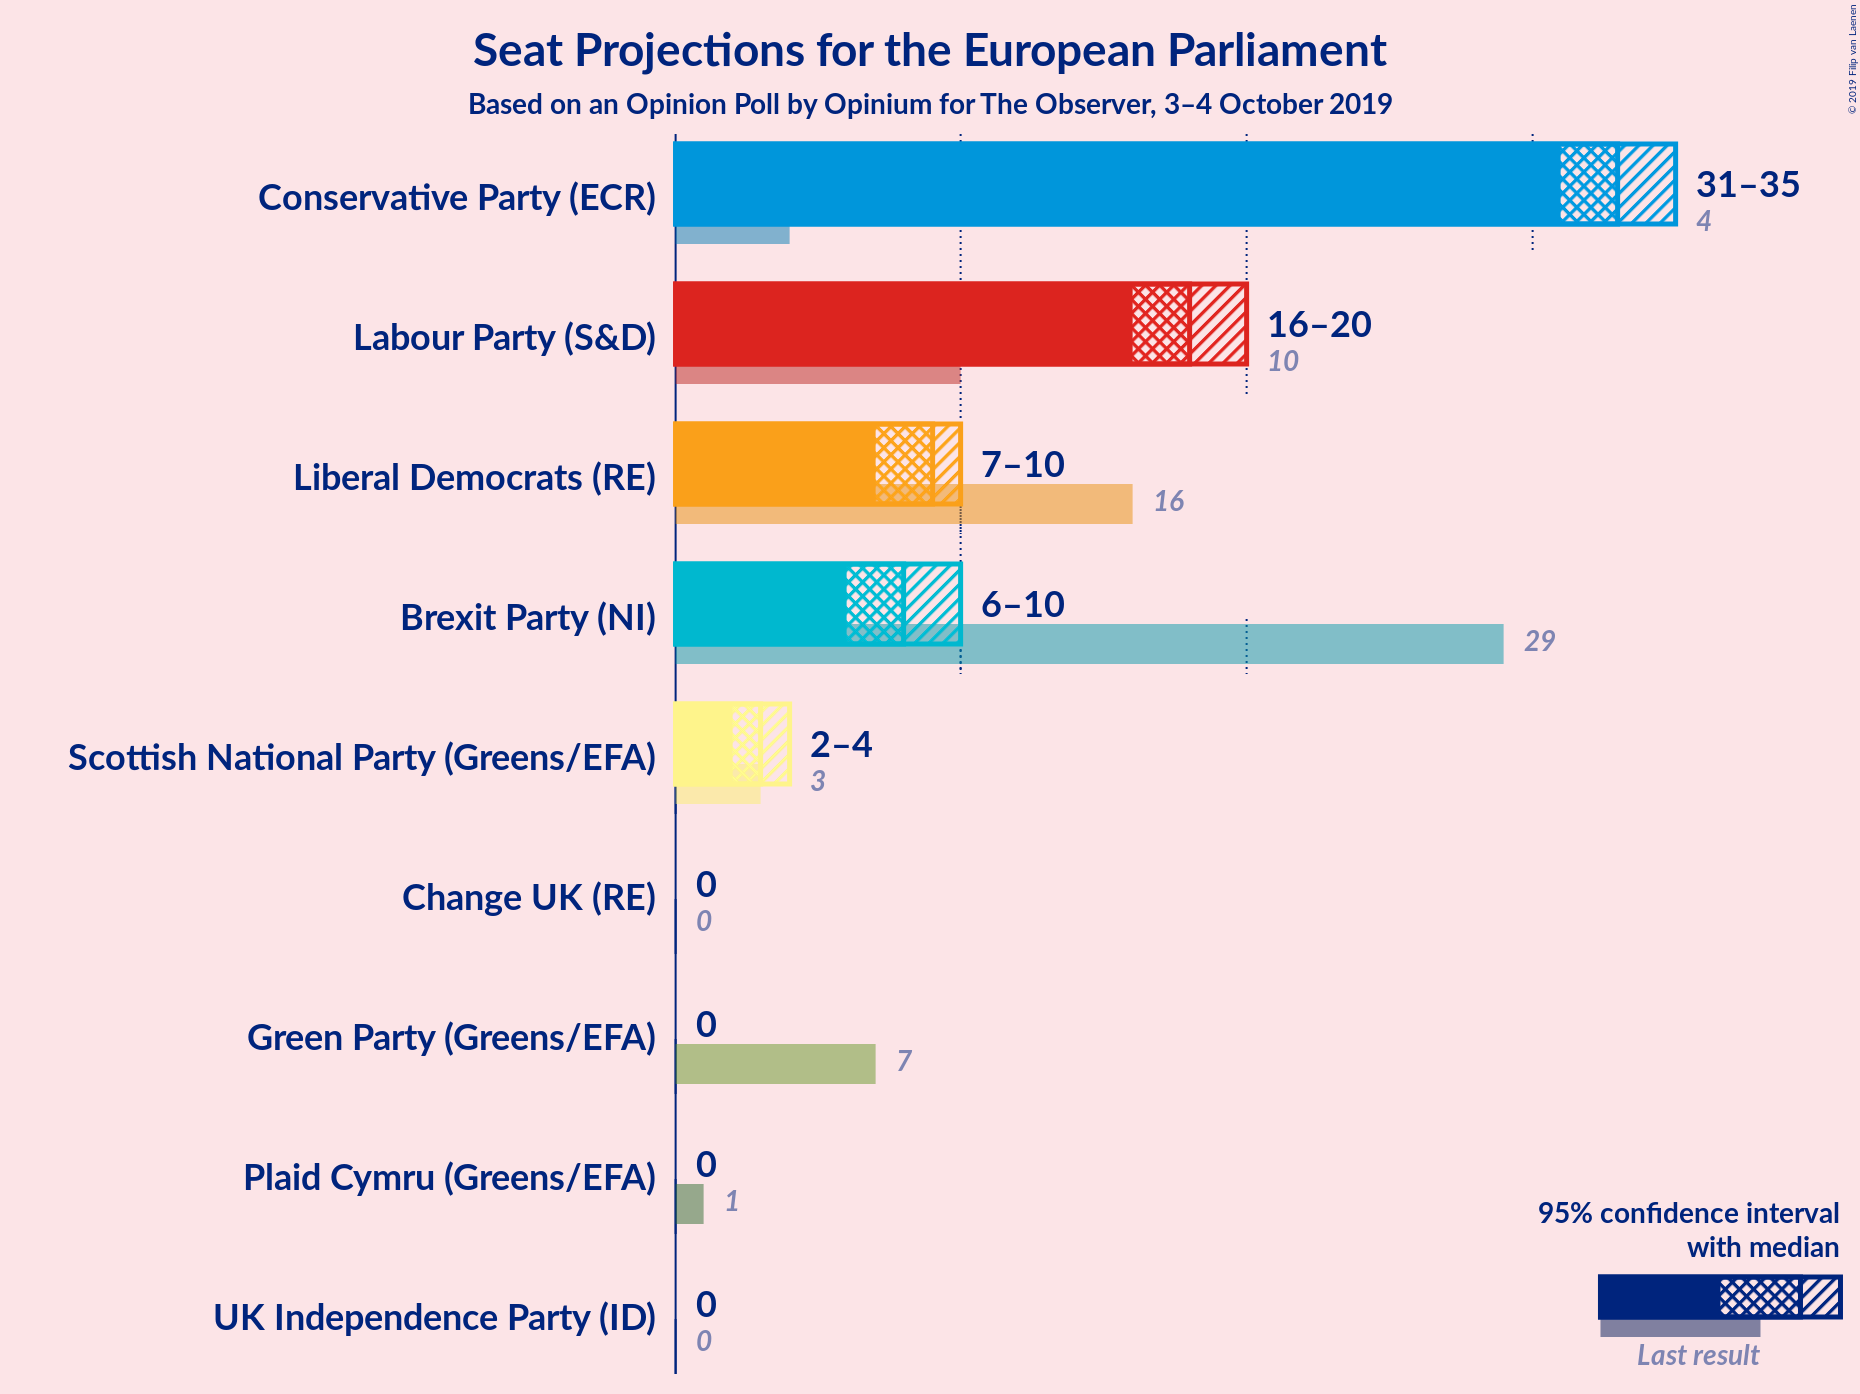 Seat Projections for the European Parliament
Based on an Opinion Poll by Opinium for The Observer, 3–4 October 2019
© 2019 Filip van Laenen
Conservative Party (ECR)
31–35
4
Labour Party (S&D)
16–20
10
Liberal Democrats (RE)
7–10
16
Brexit Party (NI)
6–10
29
Scottish National Party (Greens/EFA)
2–4
3
Change UK (RE)
0
0
Green Party (Greens/EFA)
0
7
Plaid Cymru (Greens/EFA)
0
1
UK Independence Party (ID)
0
0
95% confidence interval
with median
Last result